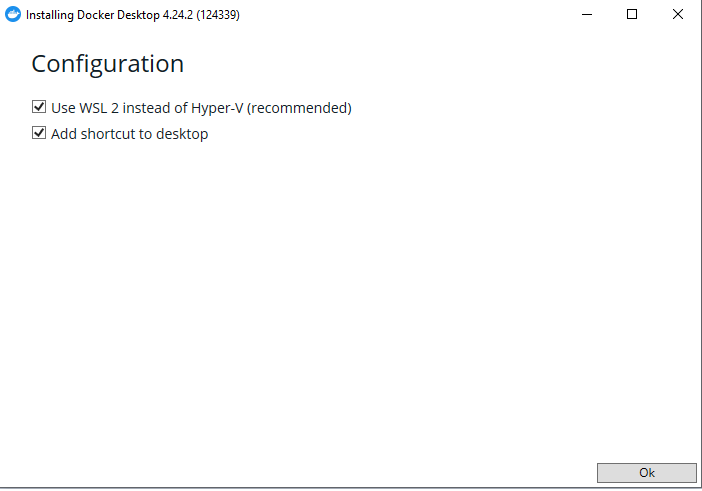 Installing Docker Desktop 4.24.2 (124339)
Configuration
Use WSL 2 instead of Hyper-V (recommended)
Add shortcut to desktop
Ok